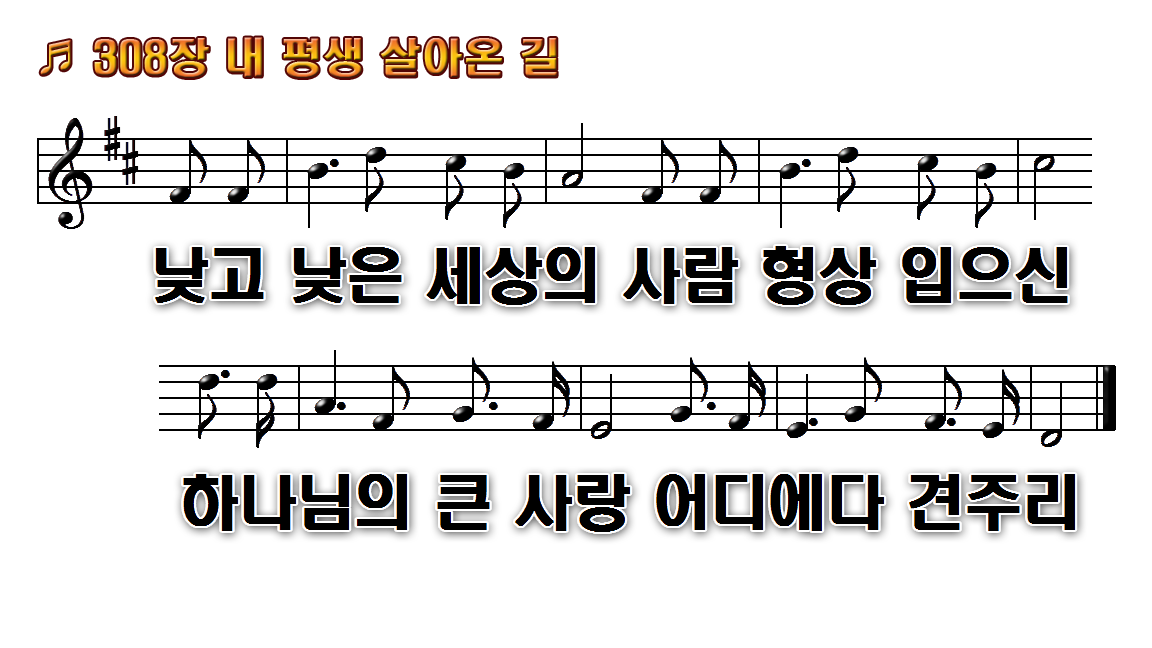 308장 내 평생 살아온 길
낮고 낮은 세상의 사람 형상 입으신
하나님의 큰 사랑 어디에다 견주리